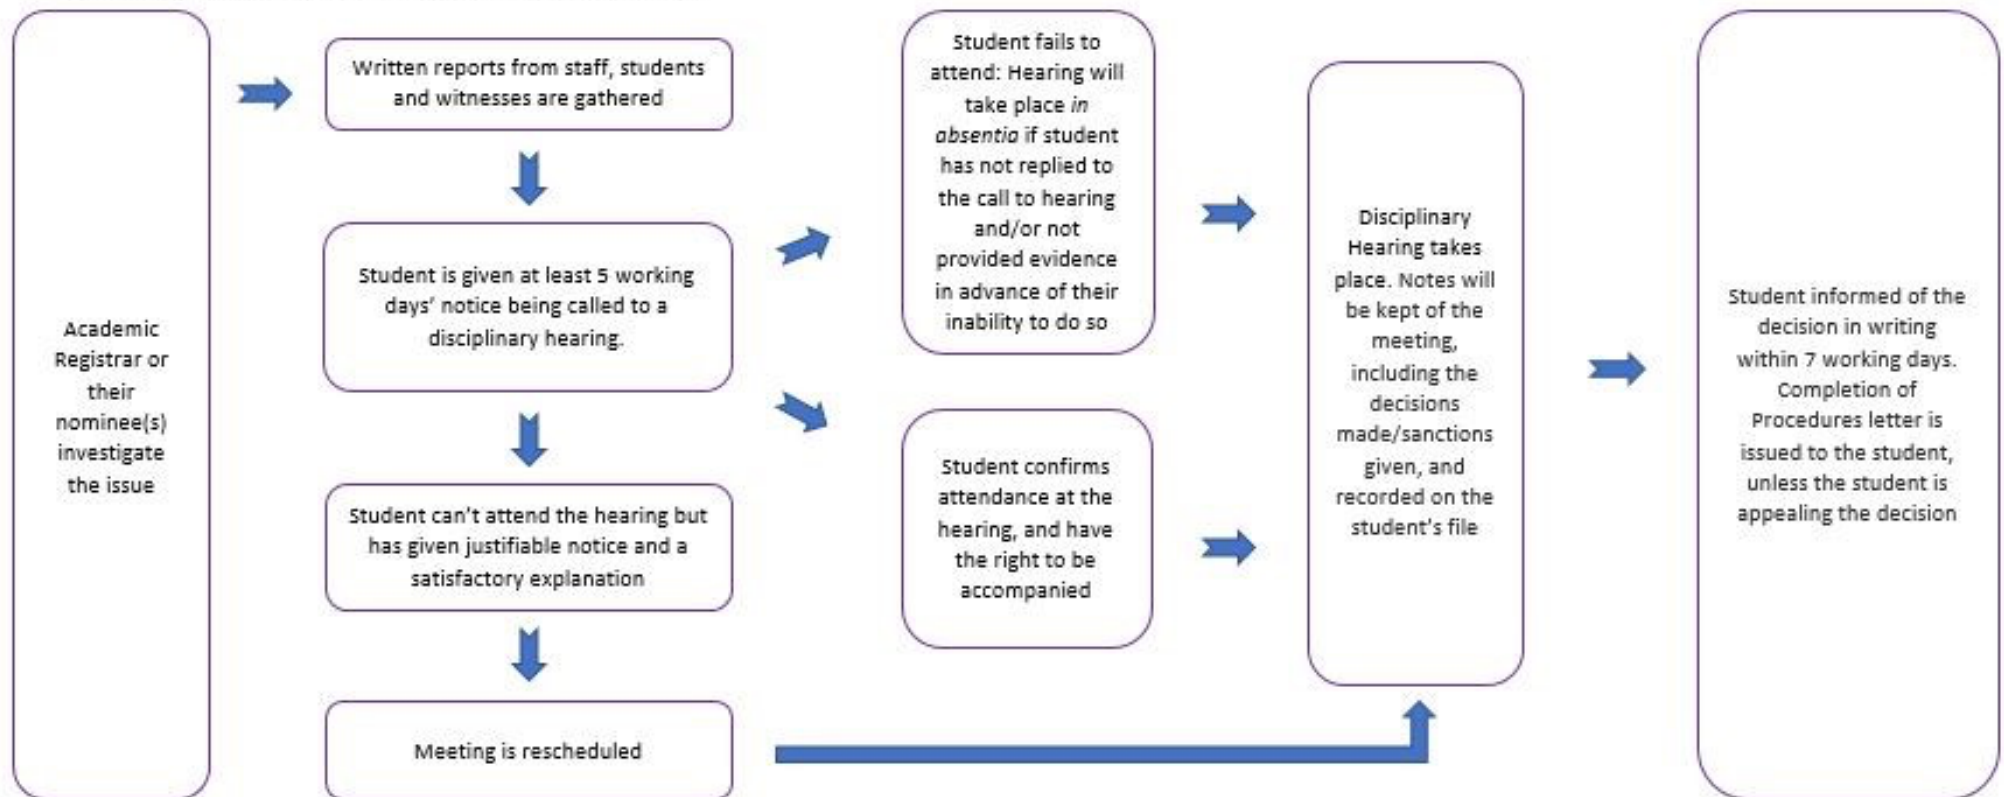 Academic
Registrar or
their
nominee(s)
investigate
the issue
Written reports from staff, students
and witnesses are gathered
Student is given at least 5 working
days' notice being called to a
disciplinary hearing.
Student can't attend the hearing but
has given justifiable notice and a
satisfactory explanation
Meeting is rescheduled
Student fails to
attend: Hearing will
take place in
absentia if student
has not replied to
the call to hearing
and/or not
provided evidence
in advance of their
inability to do so
Student confirms
attendance at the
hearing, and have
the right to be
accompanied
Disciplinary
Hearing takes
place. Notes will
be kept of the
meeting,
including the
decisions
made/sanctions
given, and
recorded on the
student's file
Student informed of the
decision in writing
within 7 working days.
Completion of
Procedures letter is
issued to the student,
unless the student is
appealing the decision